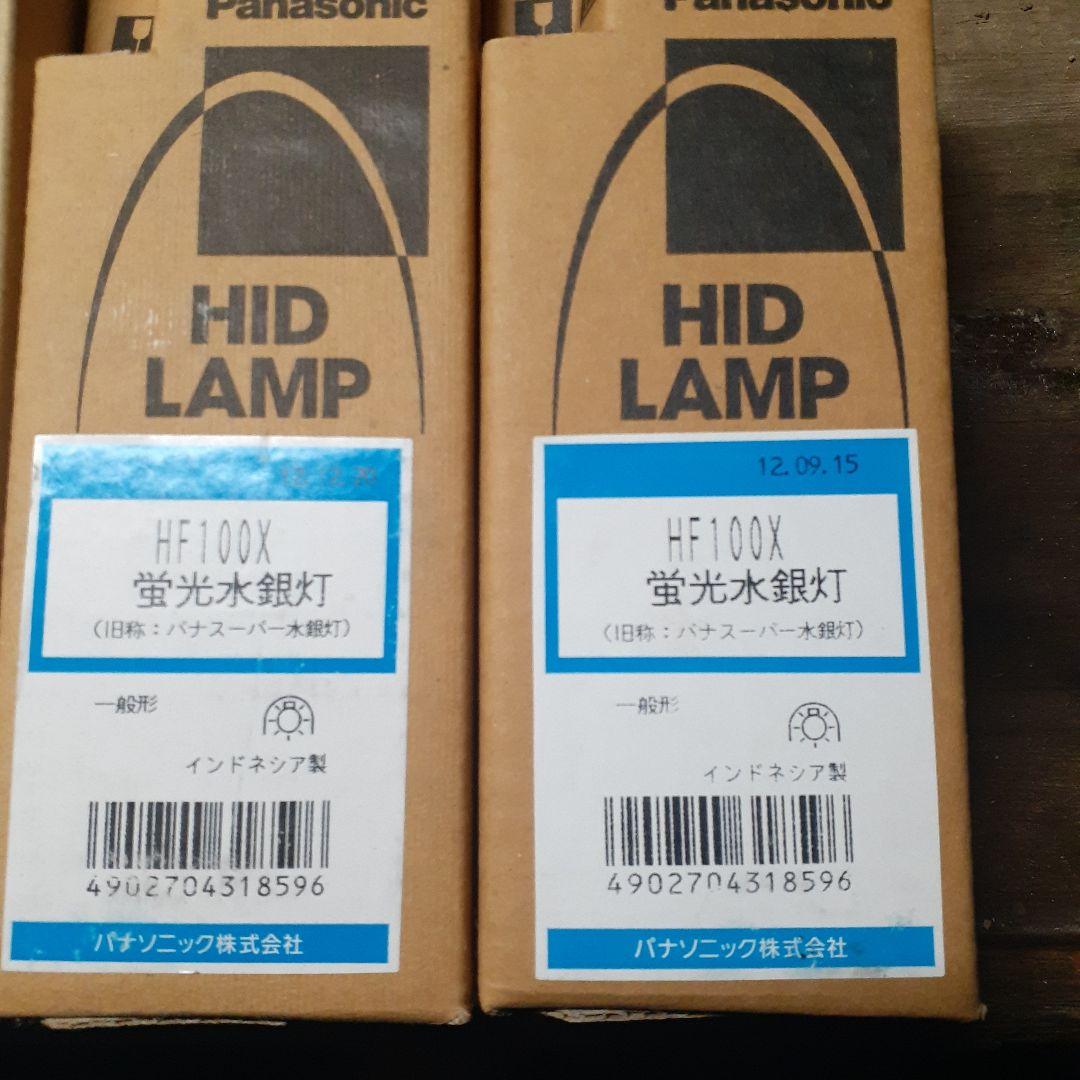 Panasonic
HID
LAMP
HF100X
蛍光水銀灯
(旧称:パナスーパー水銀灯)
一般形
インドネシア製
4902704318596
パナソニック株式会社
Panasonic
HID
LAMP
12.09.15
HF100X
蛍光水銀灯
(旧称:パナスーパー水銀灯)
一般形
インドネシア製
4902704318596
パナソニック株式会社